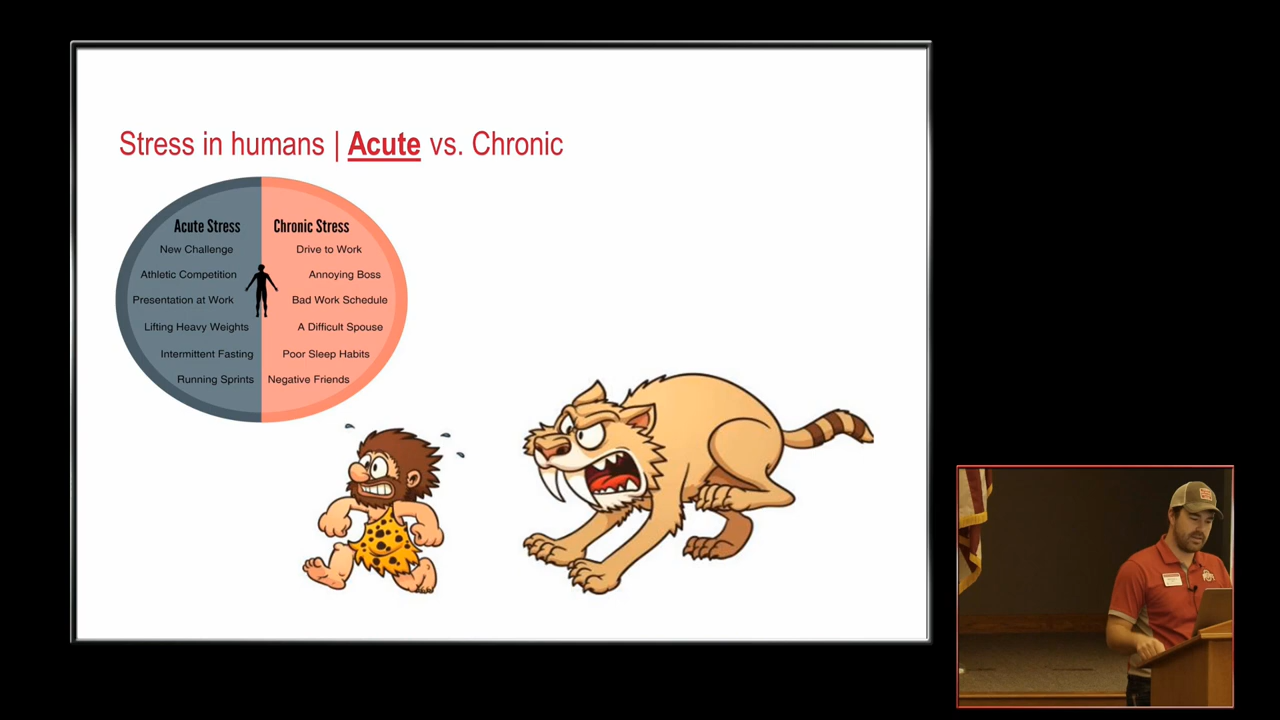 Stress in humans | Acute vs. Chronic
Acute Stress
New Challenge
Athletic Competition
Presentation at Work
Lifting Heavy Weights
Intermittent Fasting
Running Sprints
Chronic Stress
Drive to Work
Annoying Boss
Bad Work Schedule
A Difficult Spouse
Poor Sleep Habits
Negative Friends